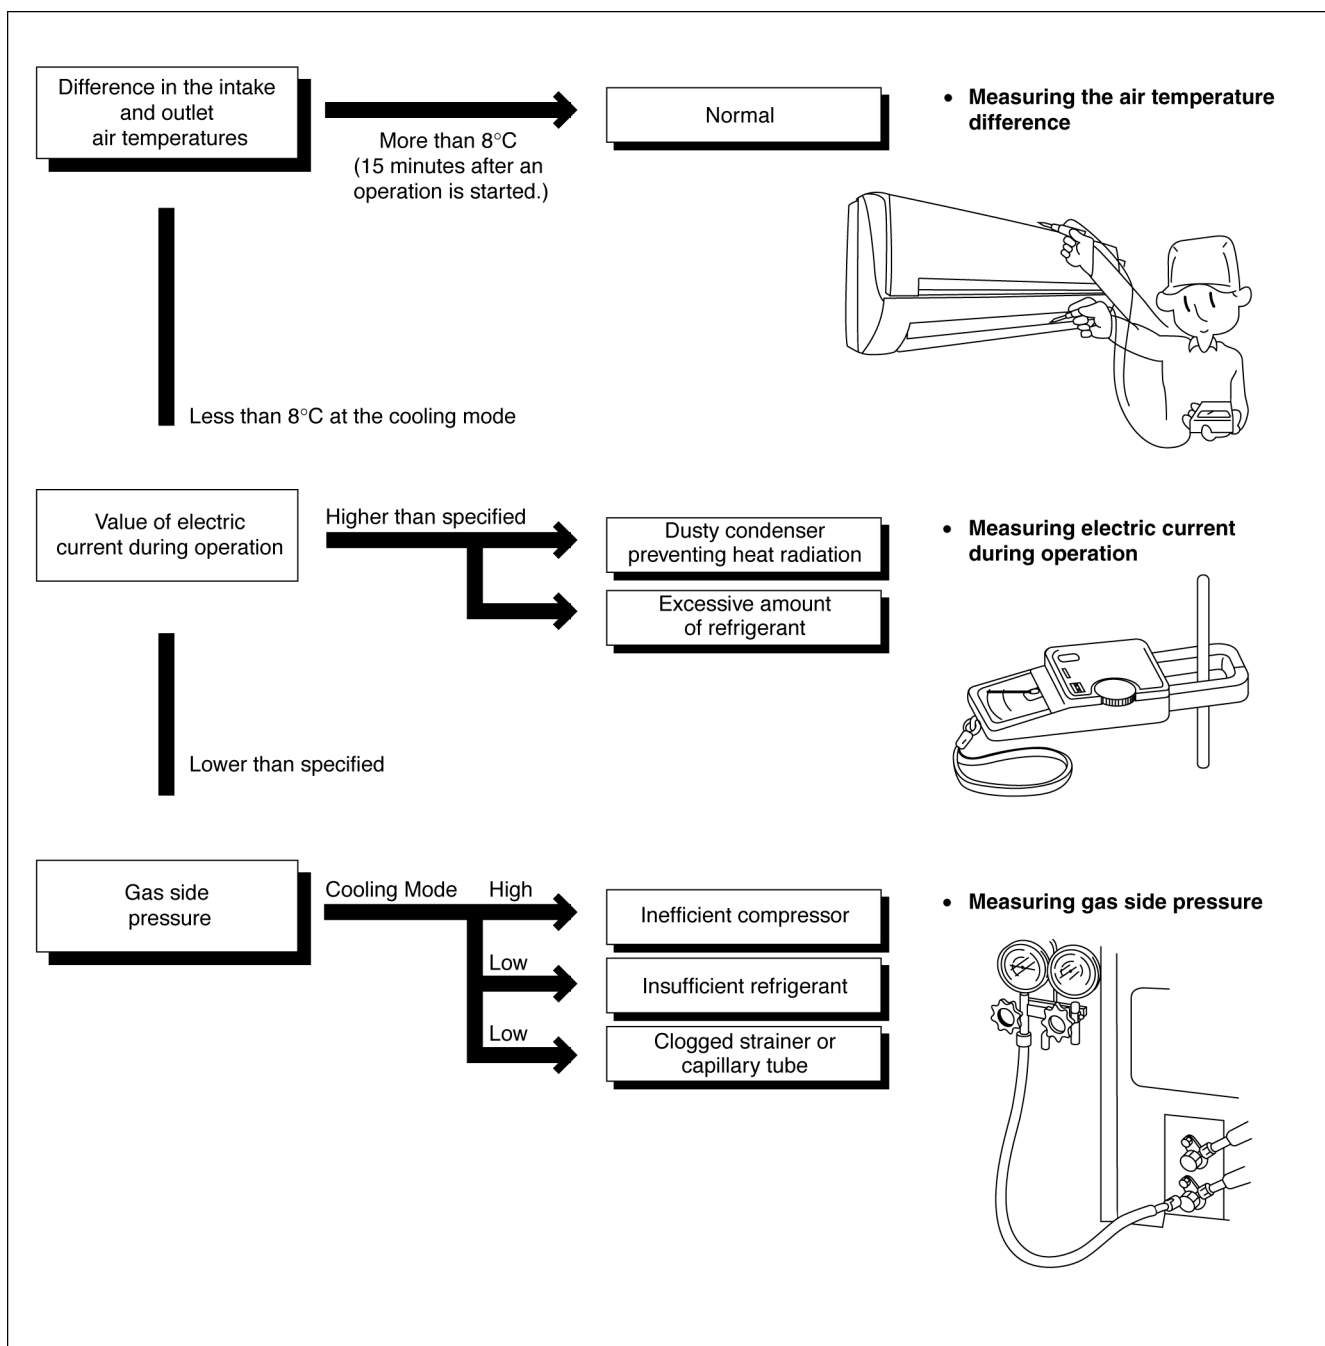 Difference in the intake
and outlet
air temperatures
More than 8°C
(15 minutes after an
operation is started.)
Normal
• Measuring the air temperature
difference
Less than 8°C at the cooling mode
Value of electric
current during operation
Higher than specified
Dusty condenser
preventing heat radiation
Excessive amount
of refrigerant
• Measuring electric current
during operation
Lower than specified
Gas side
pressure
Cooling Mode High
Inefficient compressor
Low
Insufficient refrigerant
Low
Clogged strainer or
capillary tube
• Measuring gas side pressure